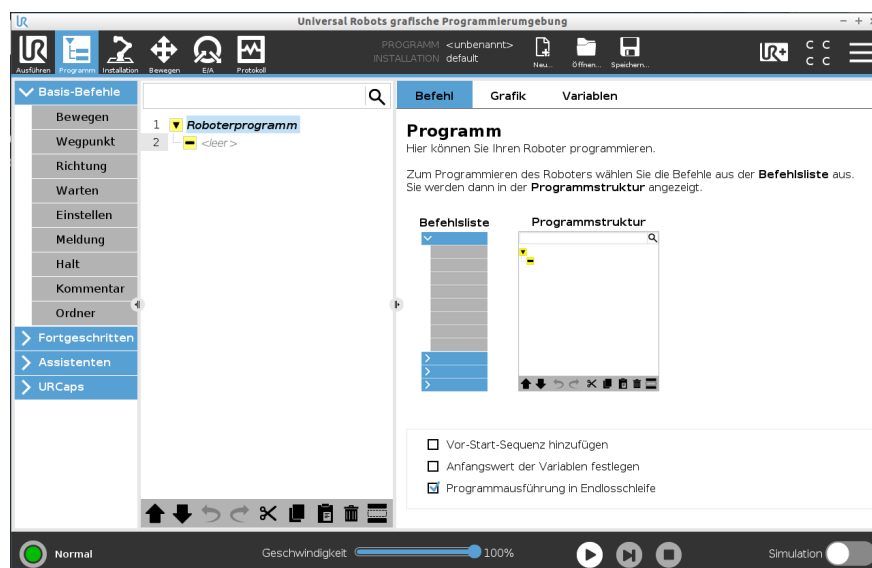 UR
Universal Robots grafische Programmierumgebung
UR
Ausführen
Programm
Installation
Bewegen
E/A
Protokoll
PROGRAMM <unbenannt>
INSTALLATION default
Neu...
Öffnen...
Speichern...
UR+
C C
C C
Basis-Befehle
Bewegen
Wegpunkt
Richtung
Warten
Einstellen
Meldung
Halt
Kommentar
Ordner
Fortgeschritten
Assistenten
URCaps
1 Roboterprogramm
2 <leer>
Befehl Grafik Variablen
Programm
Hier können Sie Ihren Roboter programmieren.
Zum Programmieren des Roboters wählen Sie die Befehle aus der Befehlsliste aus.
Sie werden dann in der Programmstruktur angezeigt.
Befehlsliste
Programmstruktur
Vor-Start-Sequenz hinzufügen
Anfangswert der Variablen festlegen
Programmausführung in Endlosschleife
Normal
Geschwindigkeit 100%
Simulation